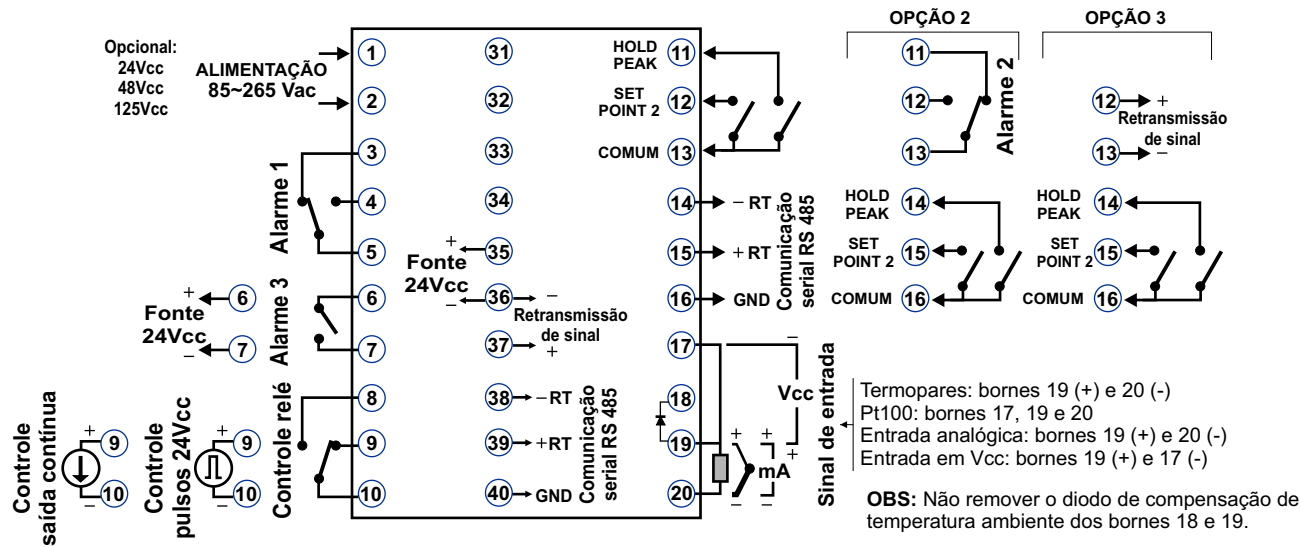 Opcional:
24Vcc
48Vcc
125Vcc
ALIMENTAÇÃO
85~265 Vac
Alarme 1
+
Fonte
24Vcc
−
6
7
Alarme 3
Controle
saída contínua
+
9
10
−
Controle
pulsos 24Vcc
+
9
10
−
Controle relé
1
2
3
4
5
6
7
8
9
10
31
32
33
34
35
36
37
38
39
40
+
Fonte
24Vcc
−
−
Retransmissão
de sinal
+
−RT
+RT
GND
Comunicação
serial RS 485
HOLD
PEAK
11
SET
POINT 2
12
COMUM
13
14
− RT
15
+ RT
16
GND
Comunicação
serial RS 485
17
18
19
20
−
Vcc
+
+ +
mA
− −
Sinal de entrada
OPÇÃO 2
11
12
13
Alarme 2
HOLD
PEAK
14
SET
POINT 2
15
COMUM
16
OPÇÃO 3
12
+
Retransmissão
de sinal
13
−
HOLD
PEAK
14
SET
POINT 2
15
COMUM
16
Termopares: bornes 19 (+) e 20 (-)
Pt100: bornes 17, 19 e 20
Entrada analógica: bornes 19 (+) e 20 (-)
Entrada em Vcc: bornes 19 (+) e 17 (-)
OBS: Não remover o diodo de compensação de
temperatura ambiente dos bornes 18 e 19.